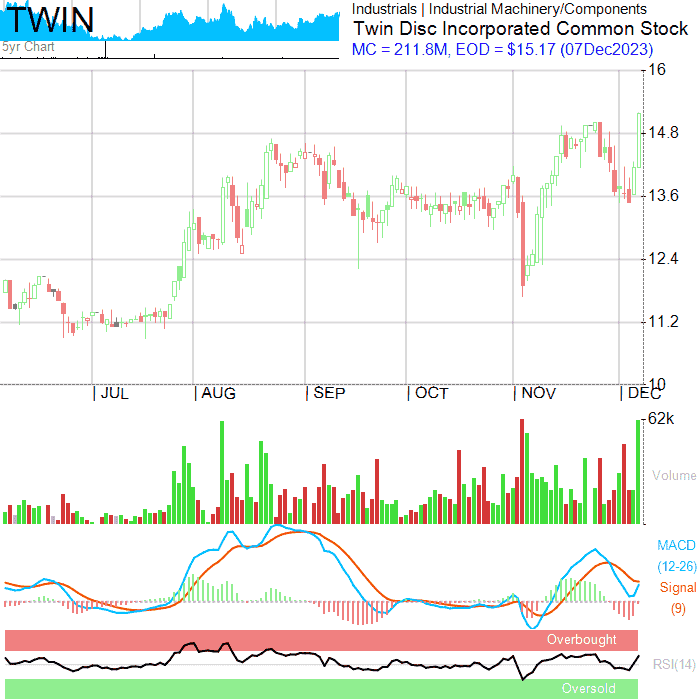 TWIN
5yr Chart
Industrials | Industrial Machinery/Components
Twin Disc Incorporated Common Stock
MC = 211.8M, EOD = $15.17 (07Dec2023)
16
14.8
13.6
12.4
11.2
10
JUL AUG SEP OCT NOV DEC
62k
Volume
MACD
(12-26)
Signal
(9)
Overbought
RSI(14)
Oversold